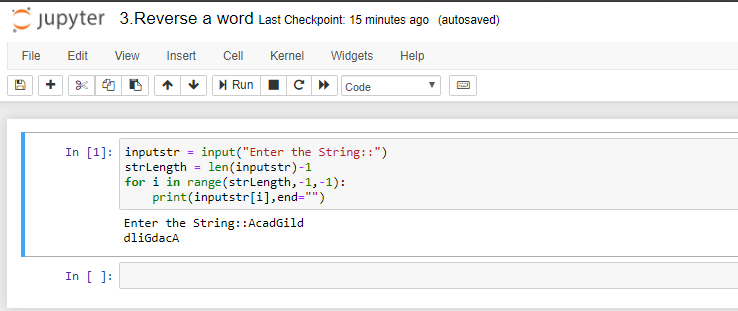 jupyter 3.Reverse a word Last Checkpoint: 15 minutes ago (autosaved)
File Edit View Insert Cell Kernel Widgets Help
Run Code
In [1]: inputstr = input("Enter the String::")
strLength = len(inputstr)-1
for i in range(strLength,-1,-1):
    print(inputstr[i],end="")
Enter the String::AcadGild
dliGdacA
In [ ]: